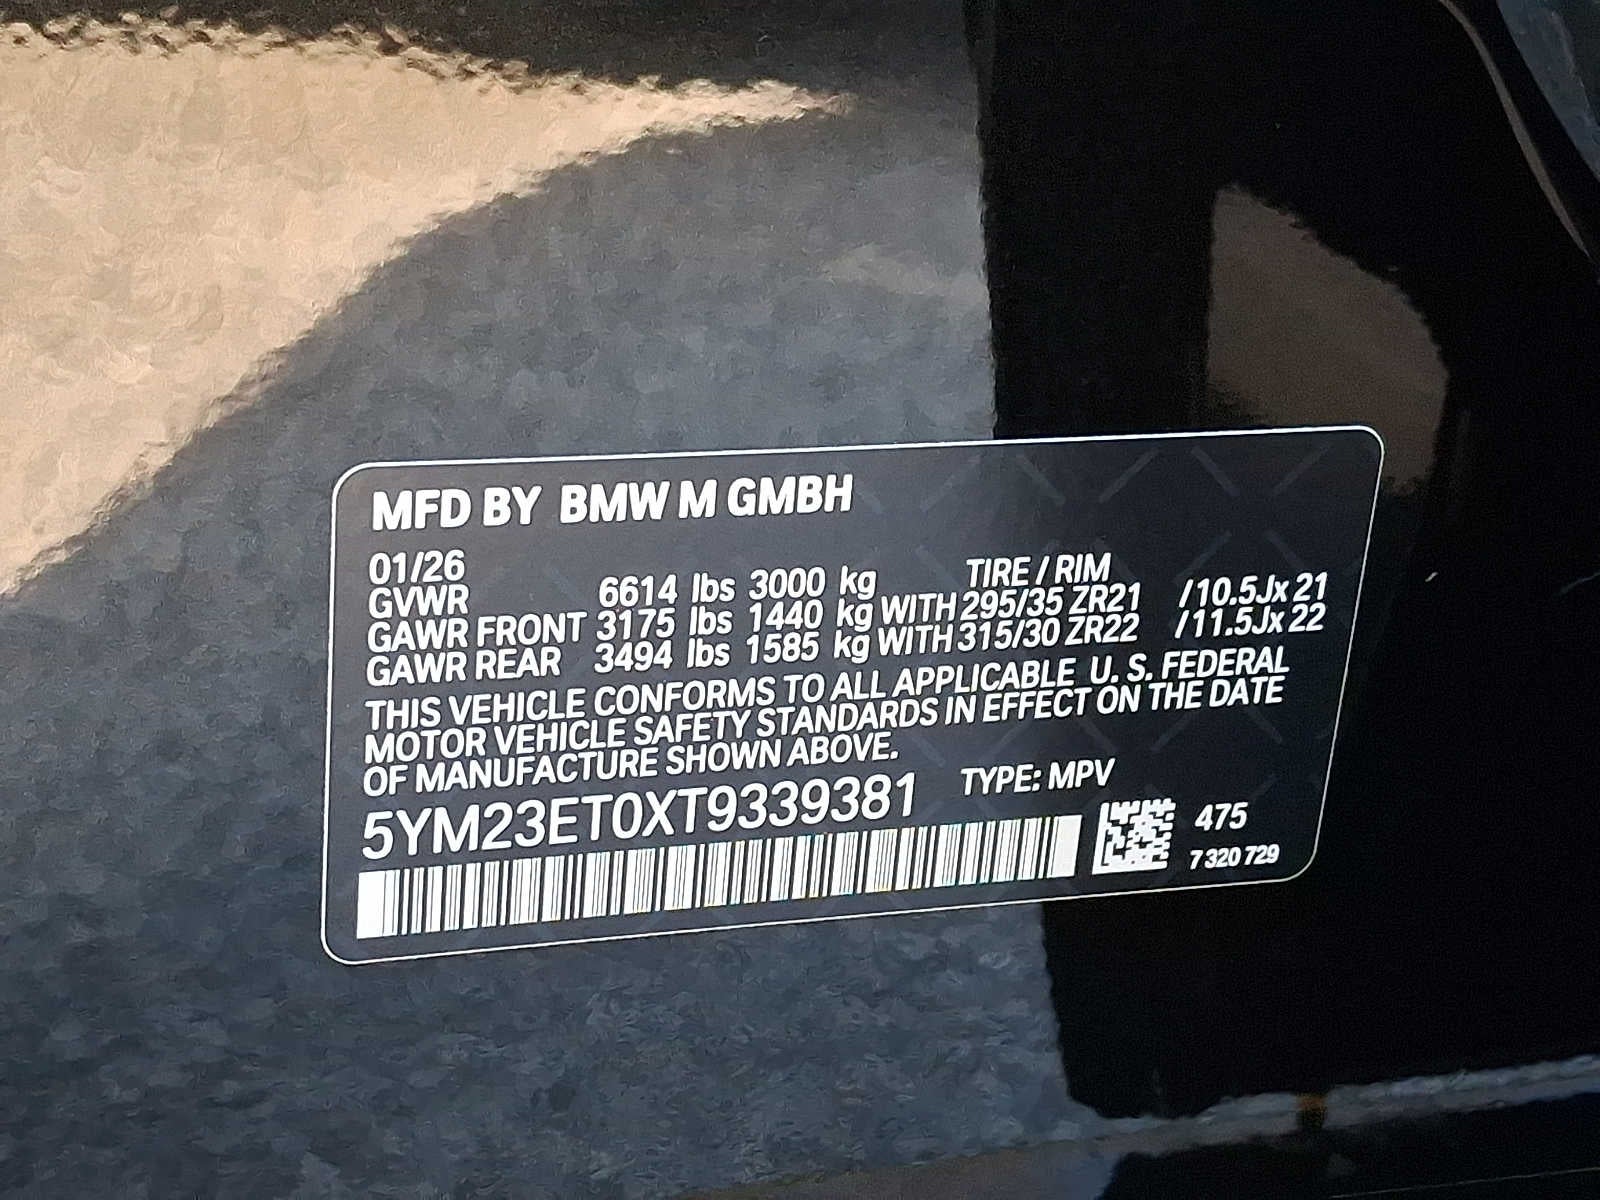 MFD BY BMW M GMBH
01/26 TIRE / RIM
GVWR 6614 lbs 3000 kg
GAWR FRONT 3175 lbs 1440 kg WITH 295/35 ZR21 /10.5Jx 21
GAWR REAR 3494 lbs 1585 kg WITH 315/30 ZR22 /11.5Jx 22
THIS VEHICLE CONFORMS TO ALL APPLICABLE U. S. FEDERAL
MOTOR VEHICLE SAFETY STANDARDS IN EFFECT ON THE DATE
OF MANUFACTURE SHOWN ABOVE.
5YM23ET0XT9339381 TYPE: MPV
475
7 320 729